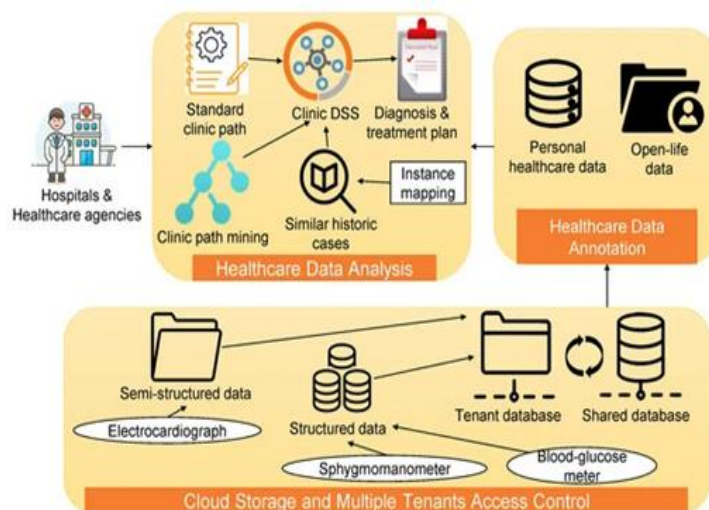 Standard
clinic path
Clinic DSS
Diagnosis &
treatment plan
Hospitals &
Healthcare agencies
Clinic path mining
Similar historic
cases
Instance
mapping
Healthcare Data Analysis
Personal
healthcare data
Open-life
data
Healthcare Data
Annotation
Semi-structured data
Electrocardiograph
Structured data
Sphygmomanometer
Blood-glucose
meter
Tenant database
Shared database
Cloud Storage and Multiple Tenants Access Control